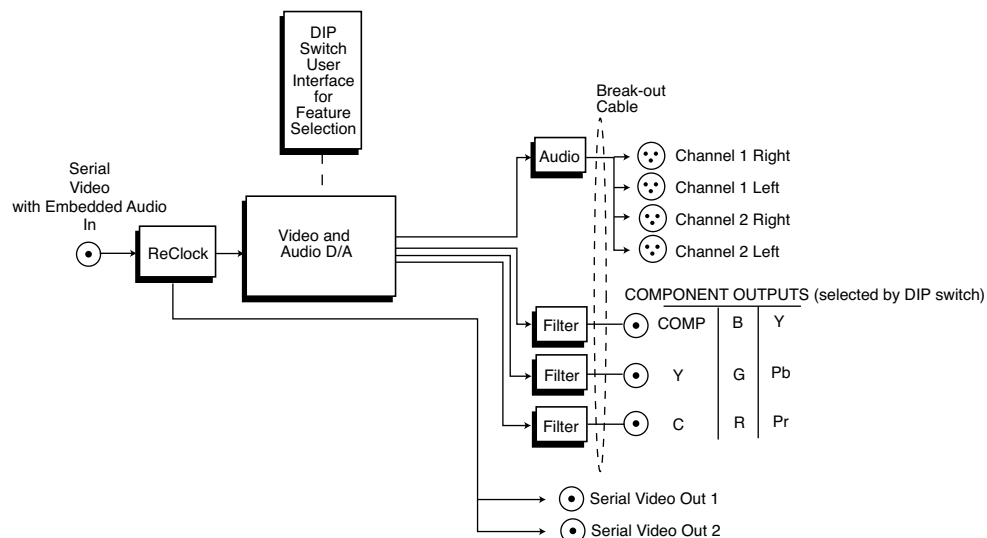 DIP
Switch
User
Interface
for
Feature
Selection
Break-out
Cable
Serial
Video
with Embedded Audio
In
ReClock
Video and
Audio D/A
Audio
Channel 1 Right
Channel 1 Left
Channel 2 Right
Channel 2 Left
COMPONENT OUTPUTS (selected by DIP switch)
Filter COMP B Y
Filter Y G Pb
Filter C R Pr
Serial Video Out 1
Serial Video Out 2